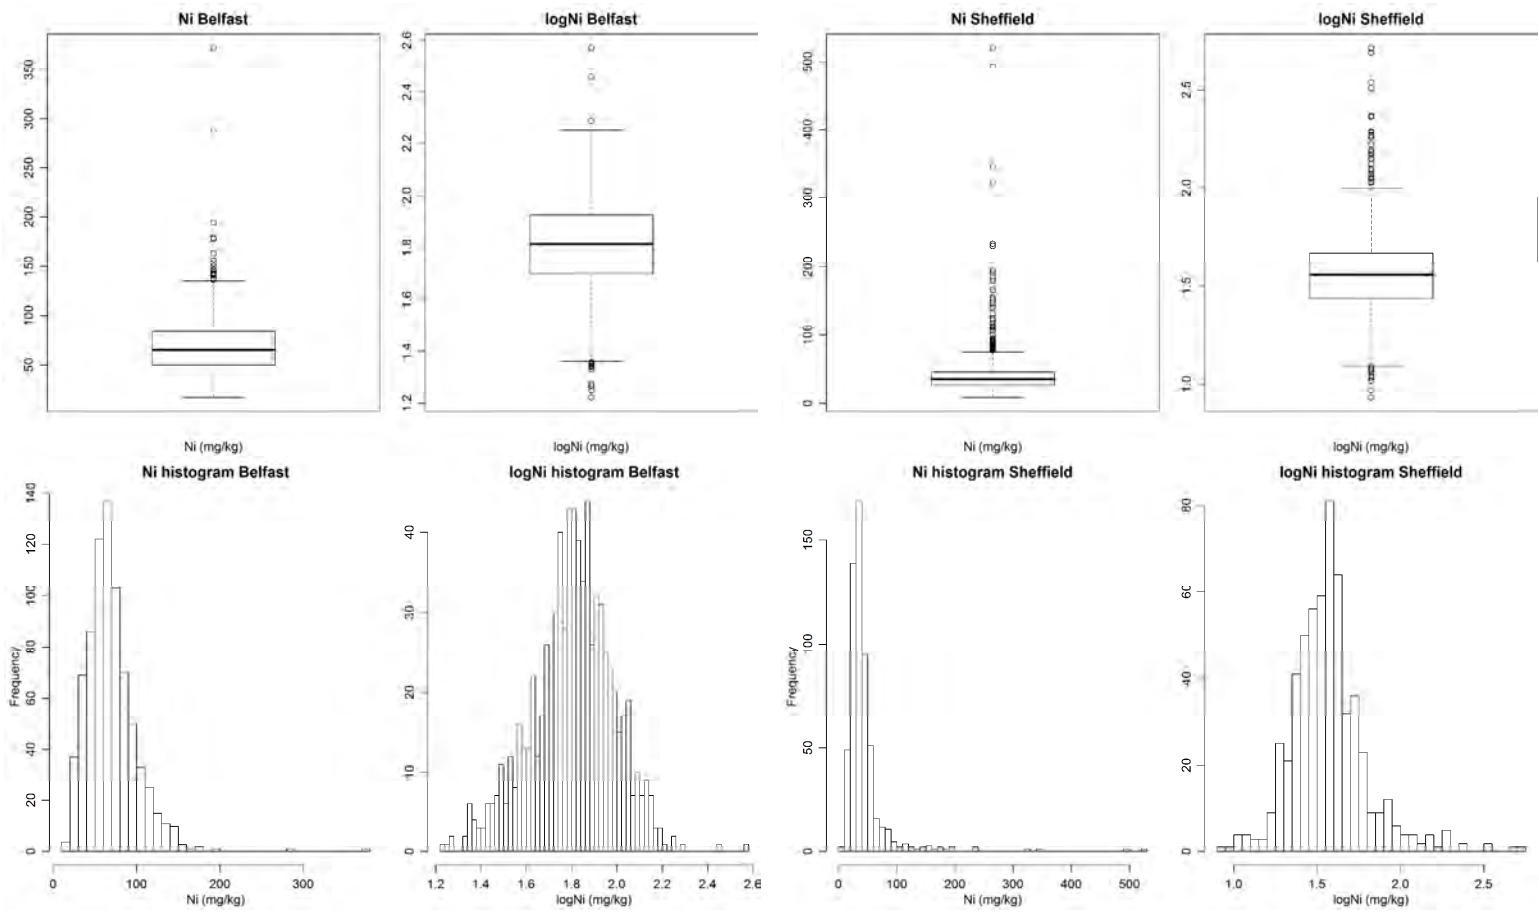 Ni Belfast
350
300
250
200
150
100
50
Ni (mg/kg)
logNi Belfast
2.6
2.4
2.2
2.0
1.8
1.6
1.4
1.2
logNi (mg/kg)
Ni Sheffield
500
400
300
200
100
0
Ni (mg/kg)
logNi Sheffield
2.5
2.0
1.5
1.0
logNi (mg/kg)
Ni histogram Belfast
Frequency
140
120
100
80
60
40
20
0
0 100 200 300
Ni (mg/kg)
logNi histogram Belfast
40
30
20
10
0
1.2 1.4 1.6 1.8 2.0 2.2 2.4 2.6
logNi (mg/kg)
Ni histogram Sheffield
Frequency
150
100
50
0
0 100 200 300 400 500
Ni (mg/kg)
logNi histogram Sheffield
80
60
40
20
0
1.0 1.5 2.0 2.5
logNi (mg/kg)